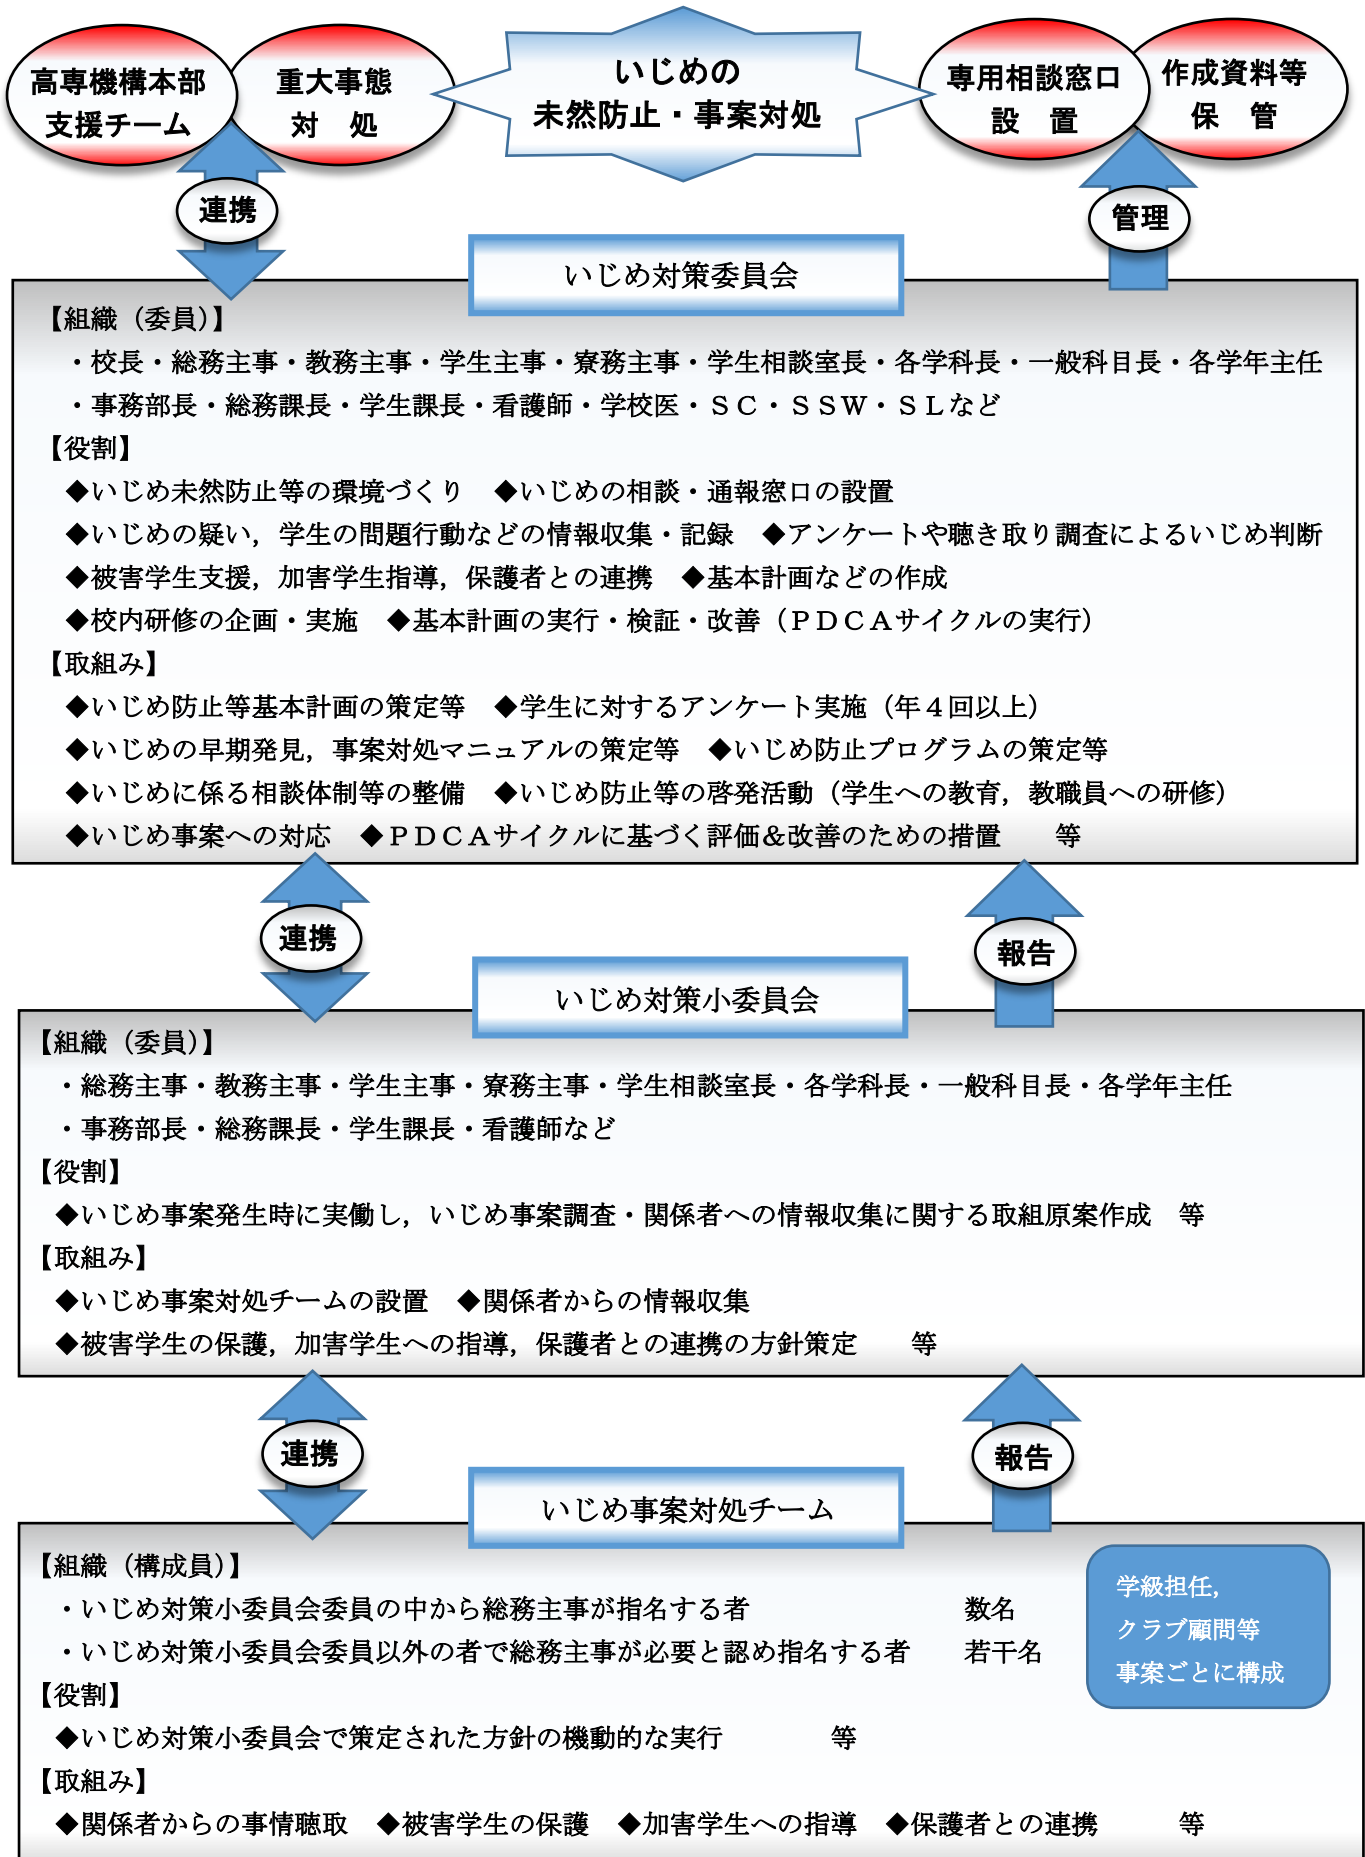 高専機構本部
支援チーム
重大事態
対　処
いじめの
未然防止・事案対処
専用相談窓口
設　置
作成資料等
保　管
連携
管理
いじめ対策委員会
【組織（委員）】
・校長・総務主事・教務主事・学生主事・寮務主事・学生相談室長・各学科長・一般科目長・各学年主任
・事務部長・総務課長・学生課長・看護師・学校医・ＳＣ・ＳＳＷ・ＳＬなど
【役割】
◆いじめ未然防止等の環境づくり　◆いじめの相談・通報窓口の設置
◆いじめの疑い，学生の問題行動などの情報収集・記録　◆アンケートや聴き取り調査によるいじめ判断
◆被害学生支援，加害学生指導，保護者との連携　◆基本計画などの作成
◆校内研修の企画・実施　◆基本計画の実行・検証・改善（ＰＤＣＡサイクルの実行）
【取組み】
◆いじめ防止等基本計画の策定等　◆学生に対するアンケート実施（年４回以上）
◆いじめの早期発見，事案対処マニュアルの策定等　◆いじめ防止プログラムの策定等
◆いじめに係る相談体制等の整備　◆いじめ防止等の啓発活動（学生への教育，教職員への研修）
◆いじめ事案への対応　◆ＰＤＣＡサイクルに基づく評価＆改善のための措置　　等
連携
報告
いじめ対策小委員会
【組織（委員）】
・総務主事・教務主事・学生主事・寮務主事・学生相談室長・各学科長・一般科目長・各学年主任
・事務部長・総務課長・学生課長・看護師など
【役割】
◆いじめ事案発生時に実働し，いじめ事案調査・関係者への情報収集に関する取組原案作成　等
【取組み】
◆いじめ事案対処チームの設置　◆関係者からの情報収集
◆被害学生の保護，加害学生への指導，保護者との連携の方針策定　　等
連携
報告
いじめ事案対処チーム
【組織（構成員）】
・いじめ対策小委員会委員の中から総務主事が指名する者　　　　　　　　数名
・いじめ対策小委員会委員以外の者で総務主事が必要と認め指名する者　　若干名
学級担任，
クラブ顧問等
事案ごとに構成
【役割】
◆いじめ対策小委員会で策定された方針の機動的な実行　　　　等
【取組み】
◆関係者からの事情聴取　◆被害学生の保護　◆加害学生への指導　◆保護者との連携　　　等